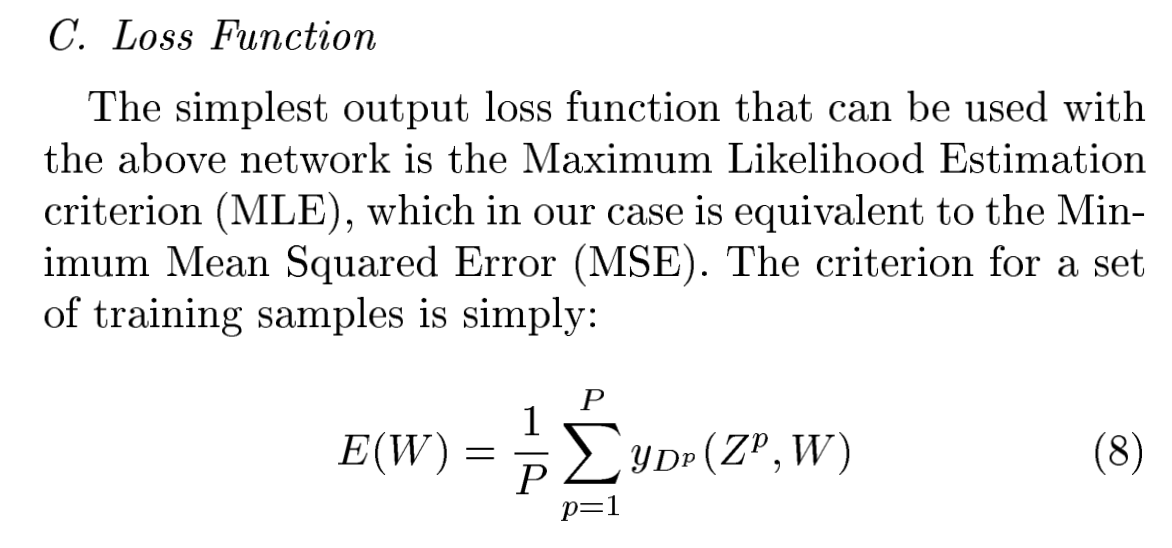 C. Loss Function
The simplest output loss function that can be used with
the above network is the Maximum Likelihood Estimation
criterion (MLE), which in our case is equivalent to the Min-
imum Mean Squared Error (MSE). The criterion for a set
of training samples is simply:
E(W) = \frac{1}{P} \sum_{p=1}^{P} y_{D^p}(Z^p, W) (8)